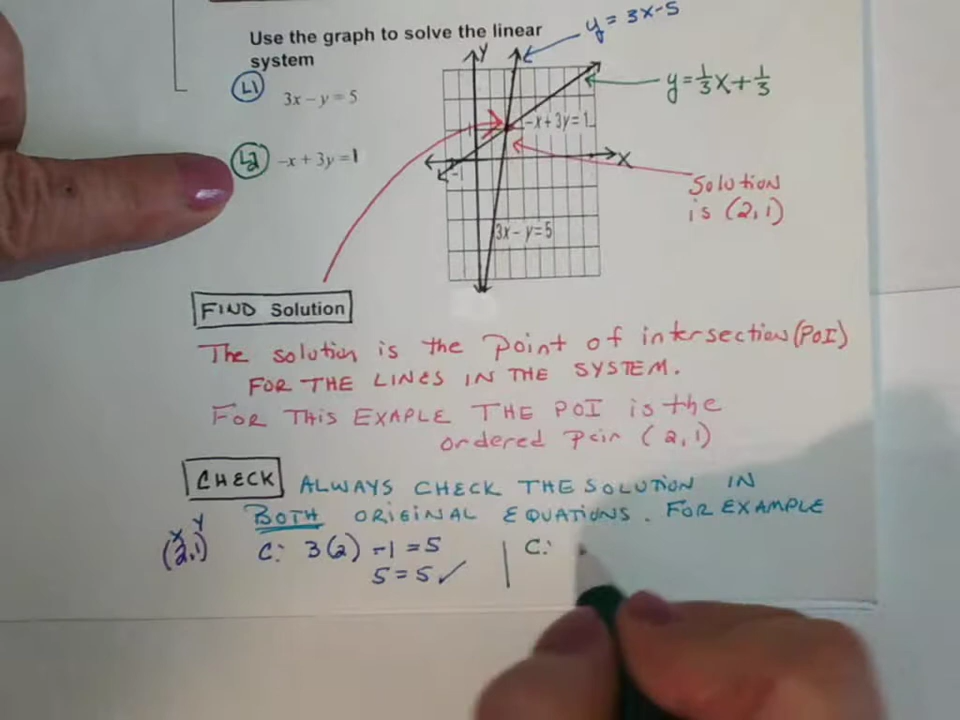 Use the graph to solve the linear
system
L1
3x – y = 5
L2
-x + 3y = 1
y = 3x-5
y
y = 1/3 x + 1/3
-x + 3y = 1
x
-1
3x – y = 5
Solution
is (2,1)
FIND Solution
The solution is the Point of intersection (POI)
FOR THE LINES IN THE SYSTEM.
FOR THIS EXAPLE THE POI is the
ordered Pair (2,1)
CHECK ALWAYS CHECK THE SOLUTION IN
BOTH ORIGINAL EQUATIONS. FOR EXAMPLE
x y
(2,1)
C: 3(2) -1 = 5
5 = 5 ✓
C: